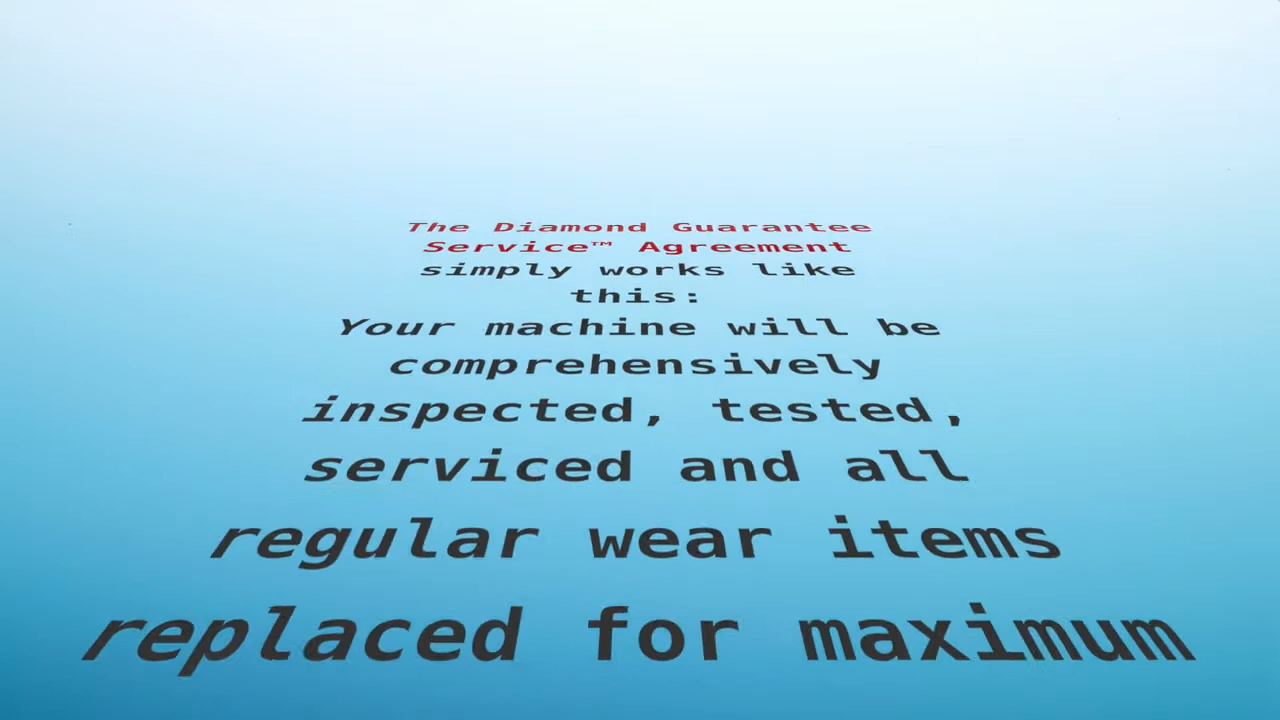 The Diamond Guarantee
Service™ Agreement
simply works like
this:
Your machine will be
comprehensively
inspected, tested,
serviced and all
regular wear items
replaced for maximum